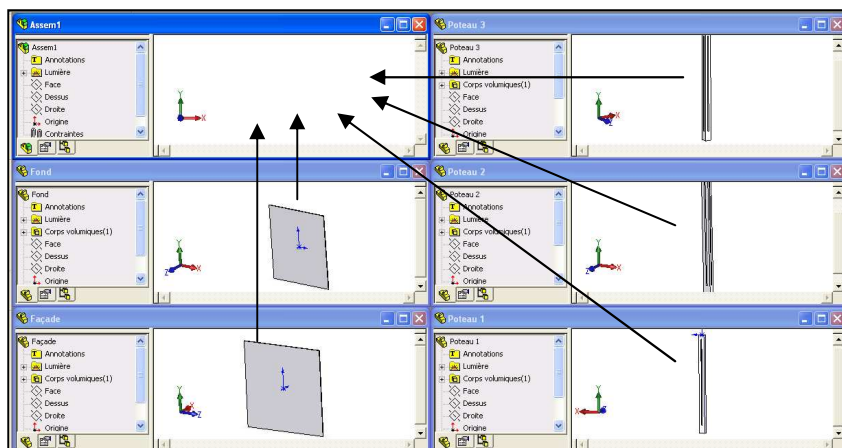 Assem1
Assem1
Annotations
Lumière
Face
Dessus
Droite
Origine
Contraintes
Y
X
Poteau 3
Poteau 3
Annotations
Lumière
Corps volumiques(1)
Face
Dessus
Droite
Origine
Y
X
Z
Fond
Fond
Annotations
Lumière
Corps volumiques(1)
Face
Dessus
Droite
Origine
Y
Z
X
Poteau 2
Poteau 2
Annotations
Lumière
Corps volumiques(1)
Face
Dessus
Droite
Origine
Y
Z
X
Façade
Façade
Annotations
Lumière
Corps volumiques(1)
Face
Dessus
Droite
Origine
Y
X
Z
Poteau 1
Poteau 1
Annotations
Lumière
Corps volumiques(1)
Face
Dessus
Droite
Origine
Y
X